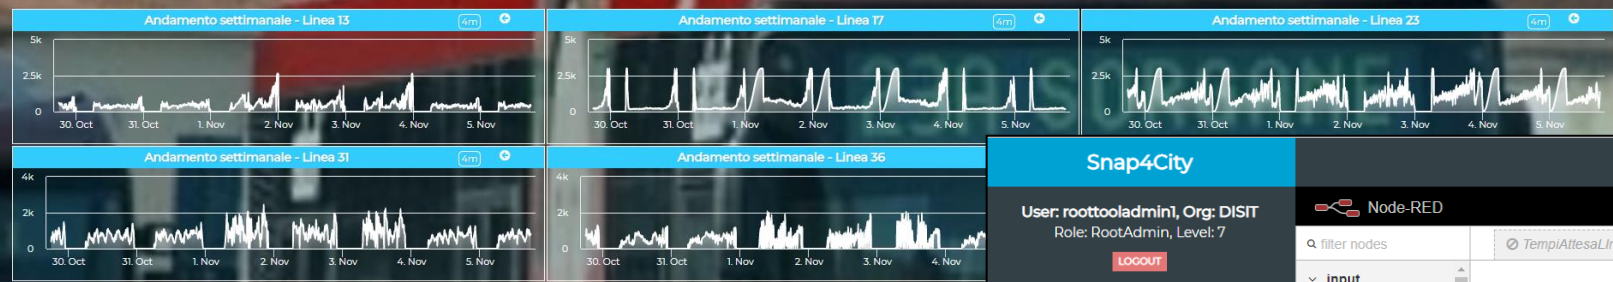 Andamento settimanale - Linea 13
4m
5k
2.5k
0
30. Oct 31. Oct 1. Nov 2. Nov 3. Nov 4. Nov 5. Nov
Andamento settimanale - Linea 17
4m
5k
2.5k
0
30. Oct 31. Oct 1. Nov 2. Nov 3. Nov 4. Nov 5. Nov
Andamento settimanale - Linea 23
4m
5k
2.5k
0
30. Oct 31. Oct 1. Nov 2. Nov 3. Nov 4. Nov 5. Nov
Andamento settimanale - Linea 31
4m
4k
2k
0
30. Oct 31. Oct 1. Nov 2. Nov 3. Nov 4. Nov 5. Nov
Andamento settimanale - Linea 36
4k
2k
0
30. Oct 31. Oct 1. Nov 2. Nov 3. Nov 4. Nov
Snap4City
User: roottooladmin1, Org: DISIT
Role: RootAdmin, Level: 7
LOGOUT
Node-RED
filter nodes
input